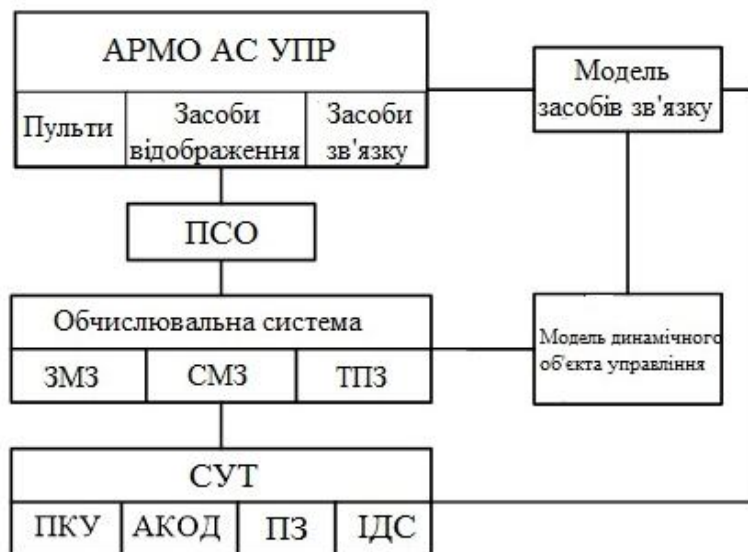 АРМО АС УПР
Пульти
Засоби
відображення
Засоби
зв'язку
Модель
засобів зв'язку
ПСО
Обчислювальна система
ЗМЗ
СМЗ
ТПЗ
Модель динамічного
об'єкта управління
СУТ
ПКУ
АКОД
ПЗ
ІДС